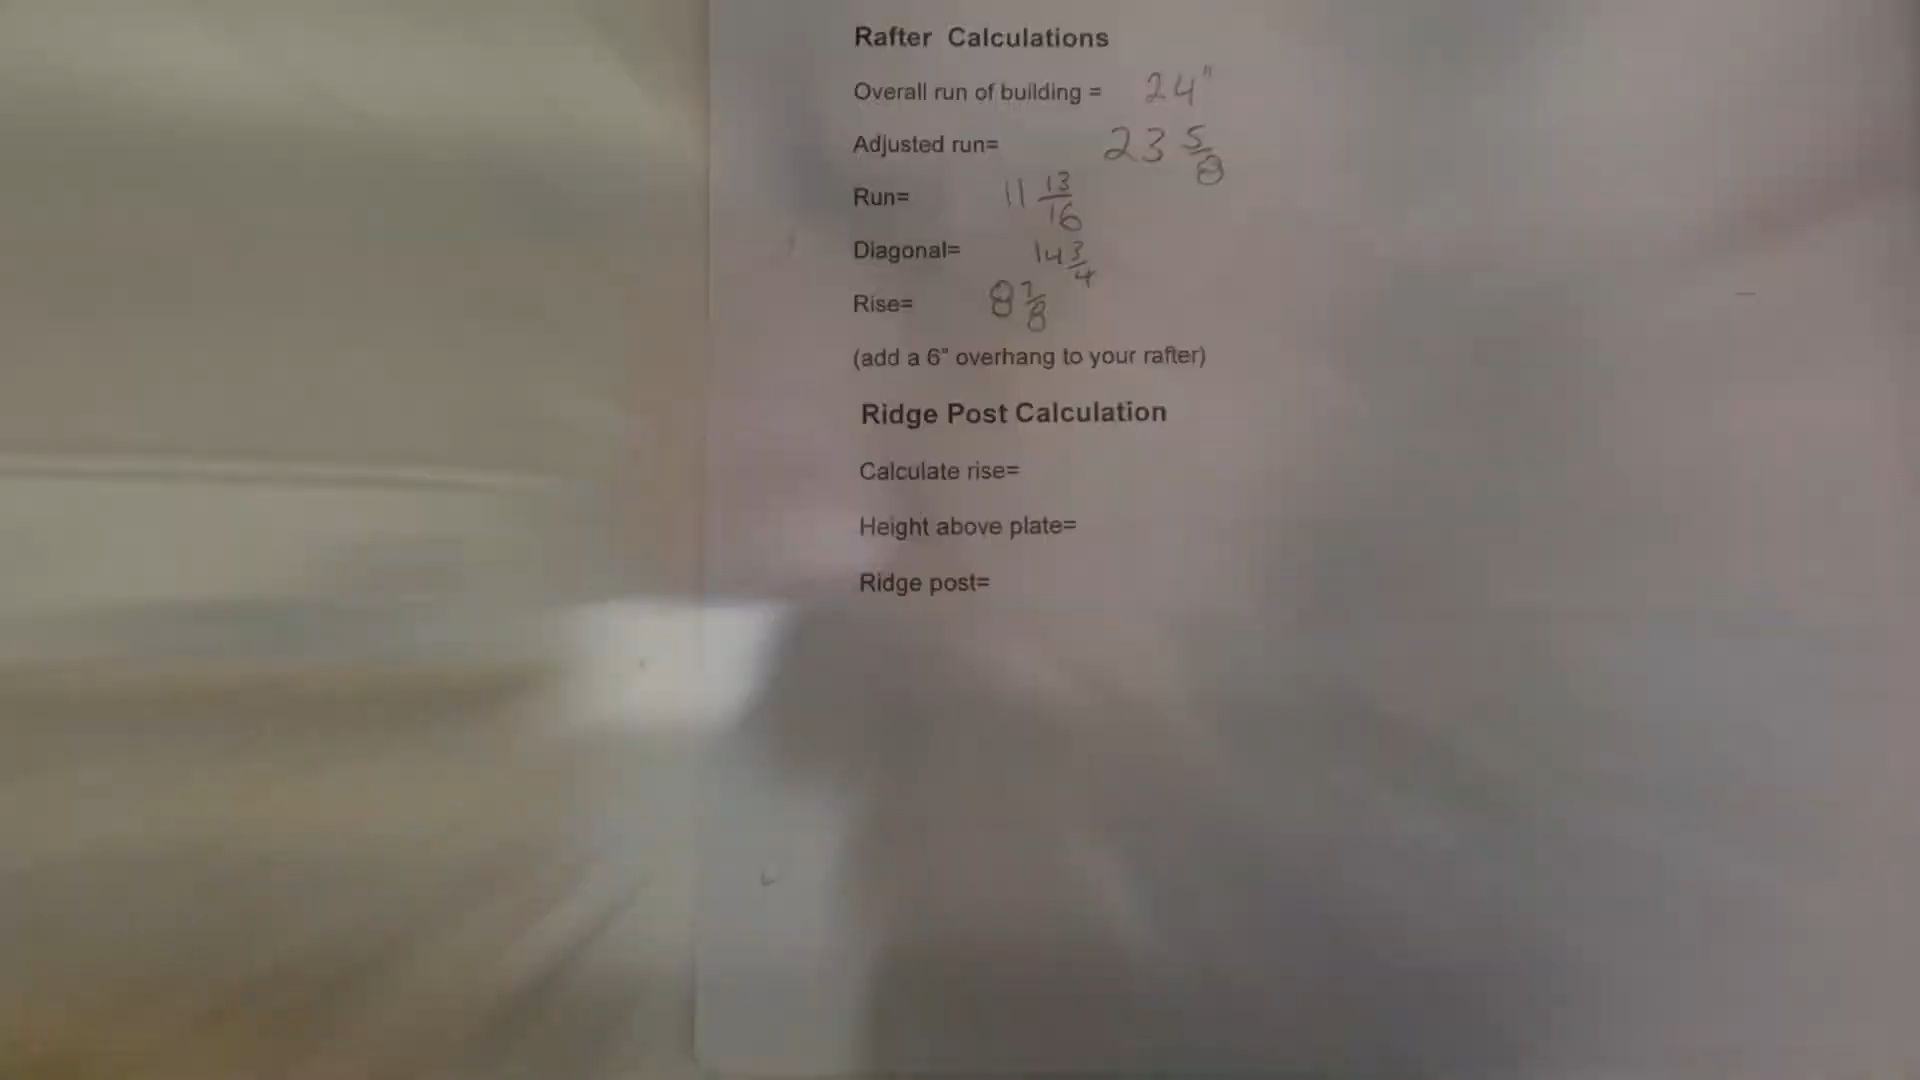 Rafter Calculations
Overall run of building = 24"
Adjusted run= 23 5/8
Run= 11 13/16
Diagonal= 14 3/4
Rise= 8 7/8
(add a 6" overhang to your rafter)
Ridge Post Calculation
Calculate rise=
Height above plate=
Ridge post=